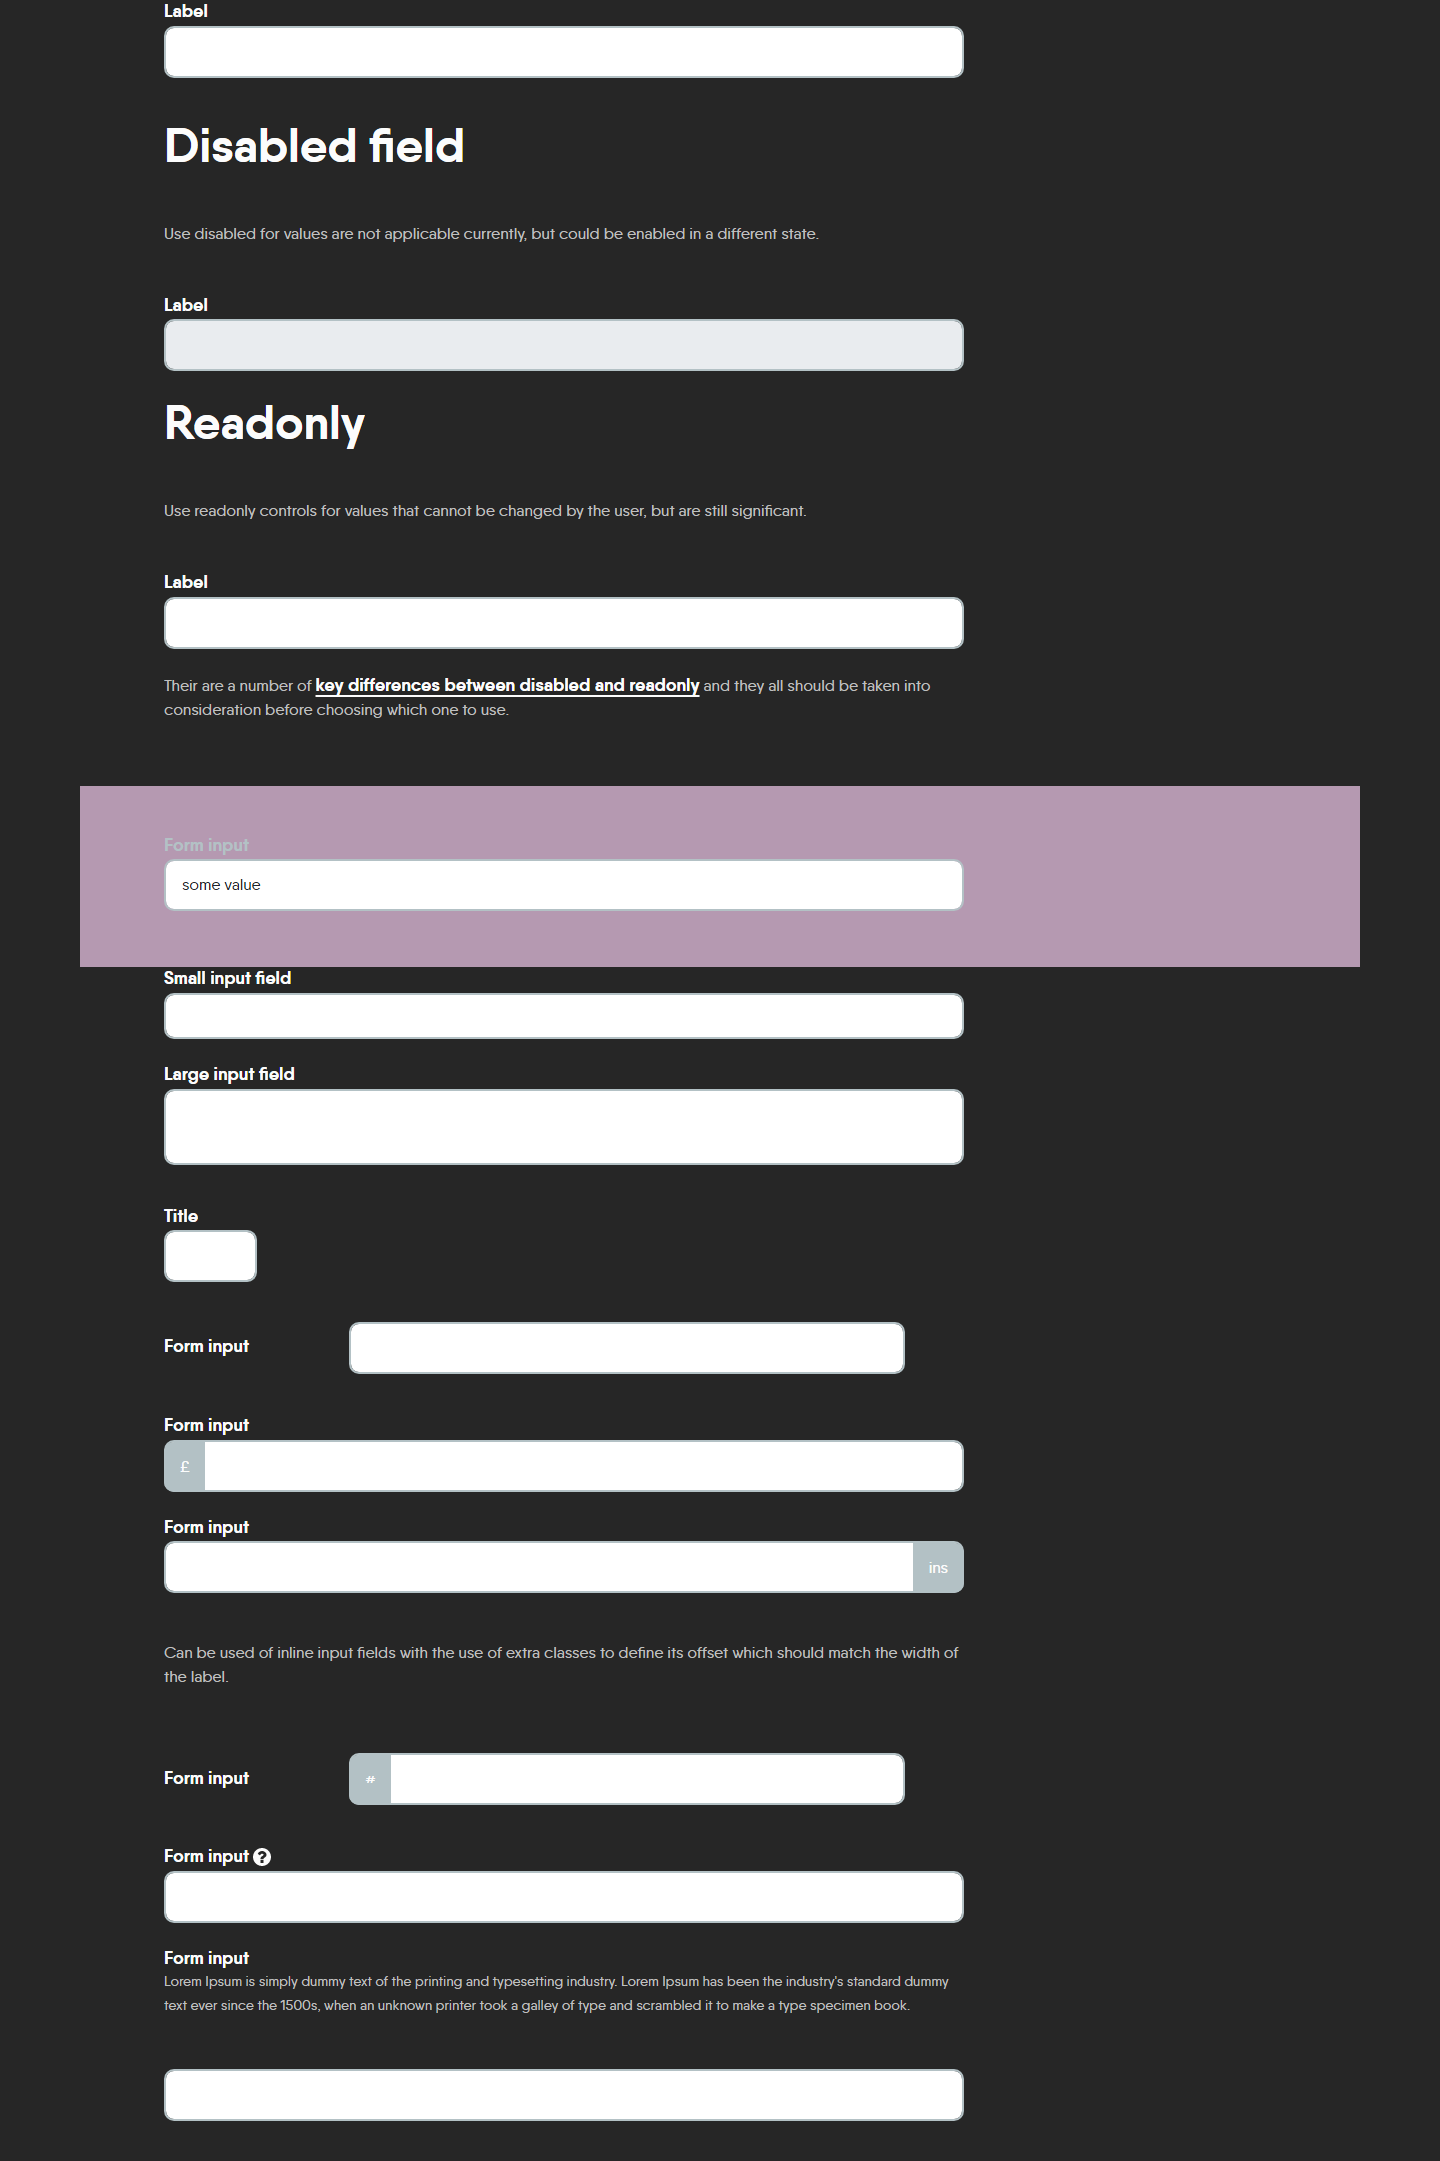 Label
Disabled field
Use disabled for values are not applicable currently, but could be enabled in a different state.
Label
Readonly
Use readonly controls for values that cannot be changed by the user, but are still significant.
Label
Their are a number of key differences between disabled and readonly and they all should be taken into
consideration before choosing which one to use.
Form input
some value
Small input field
Large input field
Title
Form input
Form input
£
Form input
ins
Can be used of inline input fields with the use of extra classes to define its offset which should match the width of
the label.
Form input
#
Form input ?
Form input
Lorem Ipsum is simply dummy text of the printing and typesetting industry. Lorem Ipsum has been the industry's standard dummy
text ever since the 1500s, when an unknown printer took a galley of type and scrambled it to make a type specimen book.